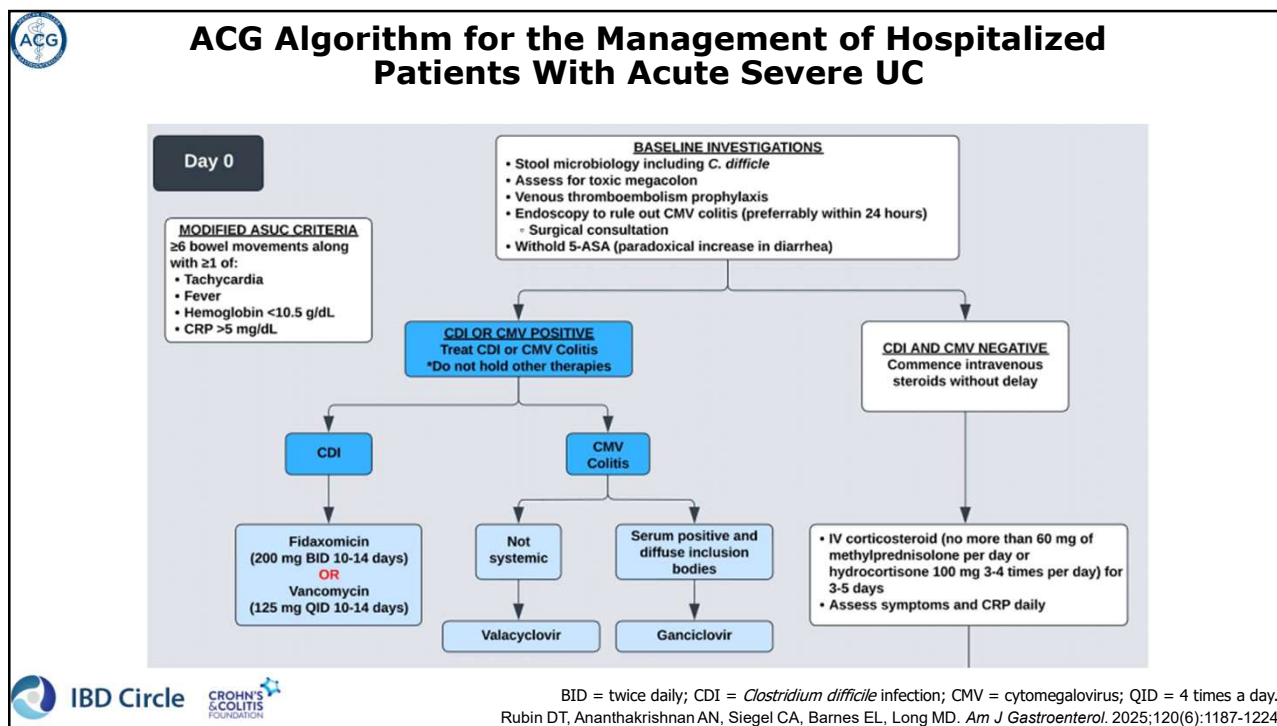 ACG
ACG Algorithm for the Management of Hospitalized
Patients With Acute Severe UC
Day 0
MODIFIED ASUC CRITERIA
≥6 bowel movements along
with ≥1 of:
• Tachycardia
• Fever
• Hemoglobin <10.5 g/dL
• CRP >5 mg/dL
BASELINE INVESTIGATIONS
• Stool microbiology including C. difficle
• Assess for toxic megacolon
• Venous thromboembolism prophylaxis
• Endoscopy to rule out CMV colitis (preferrably within 24 hours)
◦ Surgical consultation
• Withold 5-ASA (paradoxical increase in diarrhea)
CDI OR CMV POSITIVE
Treat CDI or CMV Colitis
*Do not hold other therapies
CDI AND CMV NEGATIVE
Commence intravenous
steroids without delay
CDI
CMV
Colitis
Fidaxomicin
(200 mg BID 10-14 days)
OR
Vancomycin
(125 mg QID 10-14 days)
Not
systemic
Serum positive and
diffuse inclusion
bodies
• IV corticosteroid (no more than 60 mg of
methylprednisolone per day or
hydrocortisone 100 mg 3-4 times per day) for
3-5 days
• Assess symptoms and CRP daily
Valacyclovir
Ganciclovir
IBD Circle
CROHN'S
&COLITIS
FOUNDATION
BID = twice daily; CDI = Clostridium difficile infection; CMV = cytomegalovirus; QID = 4 times a day.
Rubin DT, Ananthakrishnan AN, Siegel CA, Barnes EL, Long MD. Am J Gastroenterol. 2025;120(6):1187-1224.